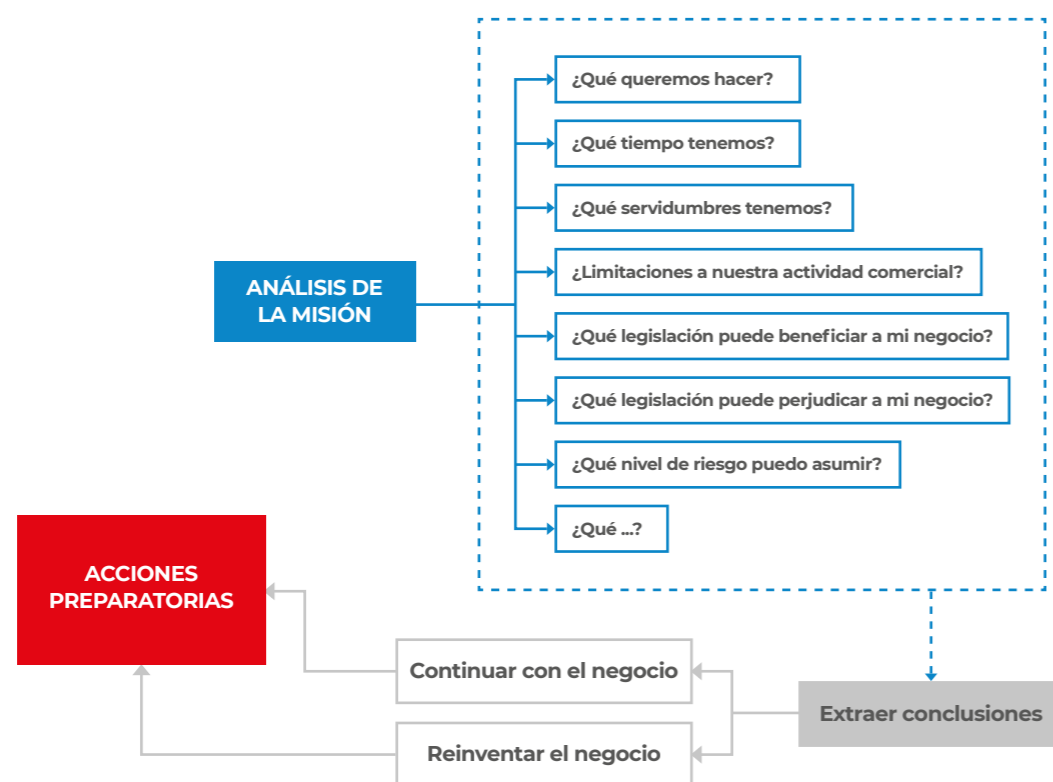 ¿Qué queremos hacer?
¿Qué tiempo tenemos?
¿Qué servidumbres tenemos?
ANÁLISIS DE
LA MISIÓN
¿Limitaciones a nuestra actividad comercial?
¿Qué legislación puede beneficiar a mi negocio?
¿Qué legislación puede perjudicar a mi negocio?
¿Qué nivel de riesgo puedo asumir?
¿Qué ...?
ACCIONES
PREPARATORIAS
Continuar con el negocio
Extraer conclusiones
Reinventar el negocio